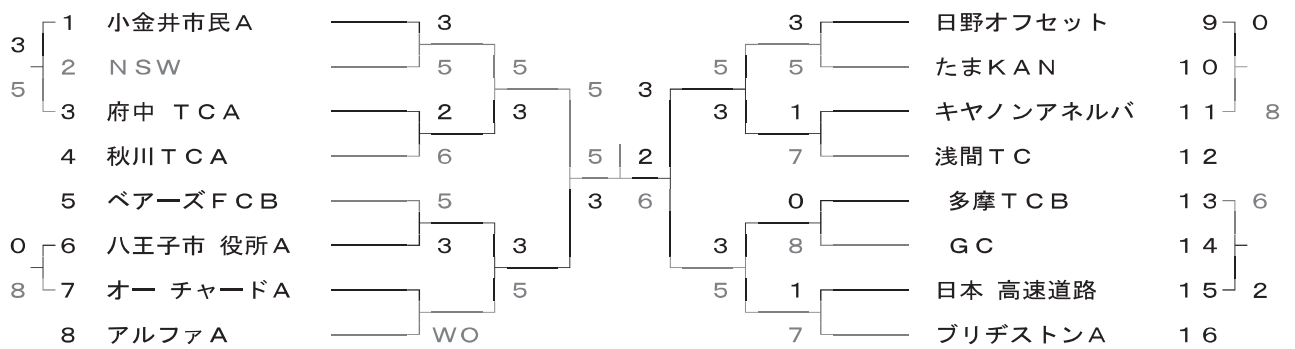 1 小金井市民A 3 3 日野オフセット 9 0
3
2 NSW 5 5 5 5 たまKAN 10
5 5 3
3 府中 TCA 2 3 3 1 キヤノンアネルバ 11 8
4 秋川TCA 6 5 2 7 浅間TC 12
5 ベアーズFCB 5 3 6 0 多摩TCB 13 6
0 6 八王子市 役所A 3 3 3 8 GC 14
8 7 オー チャードA 5 5 1 日本 高速道路 15 2
8 アルファA WO 7 ブリヂストンA 16